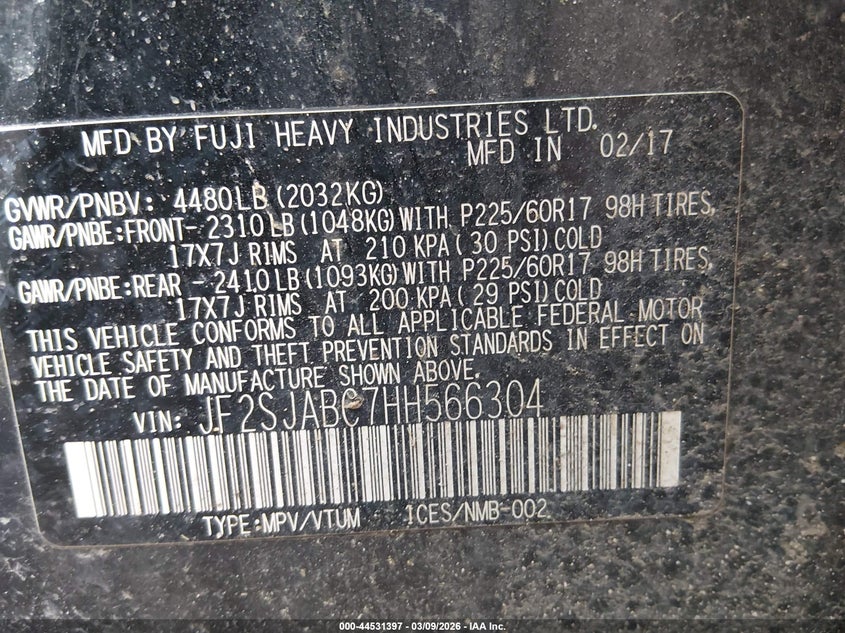 MFD BY FUJI HEAVY INDUSTRIES LTD.
MFD IN 02/17
GVWR/PNBV: 4480LB (2032KG)
GAWR/PNBE:FRONT- 2310LB (1048KG) WITH P225/60R17 98H TIRES,
17X7J RIMS AT 210 KPA ( 30 PSI) COLD
GAWR/PNBE:REAR - 2410LB (1093KG) WITH P225/60R17 98H TIRES,
17X7J RIMS AT 200 KPA ( 29 PSI) COLD
THIS VEHICLE CONFORMS TO ALL APPLICABLE FEDERAL MOTOR
VEHICLE SAFETY AND THEFT PREVENTION STANDARDS IN EFFECT ON
THE DATE OF MANUFACTURE SHOWN ABOVE.
VIN: JF2SJABC7HH566304
TYPE:MPV/VTUM ICES/NMB-002
000-44531397 - 03/09/2026 - IAA Inc.